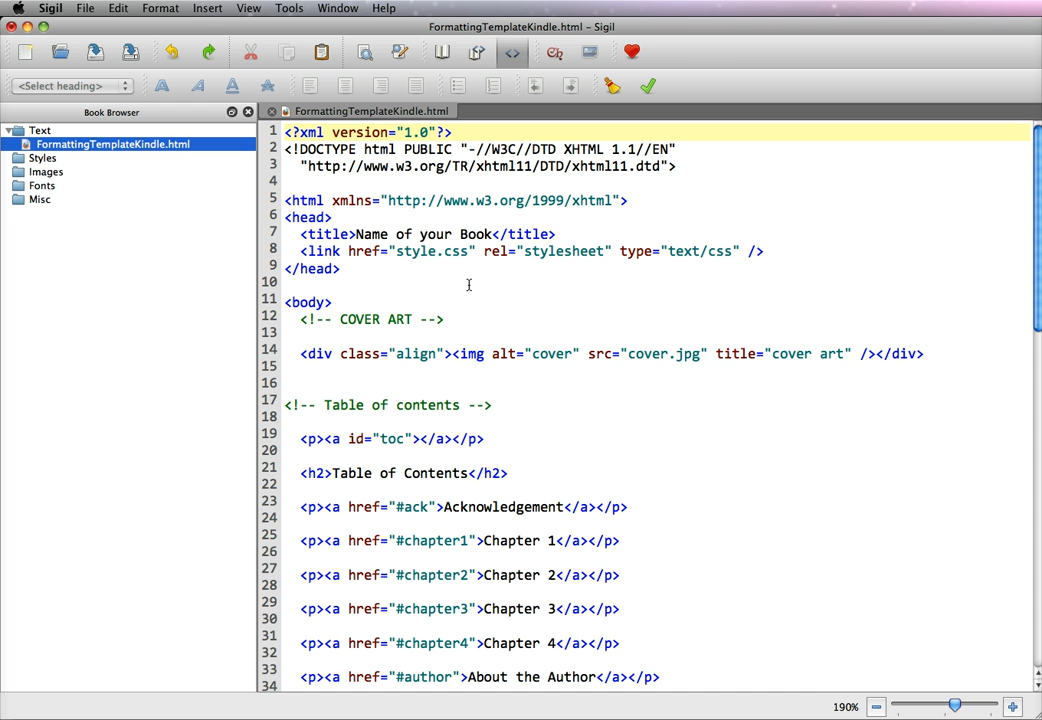 Sigil File Edit Format Insert View Tools Window Help
FormattingTemplateKindle.html - Sigil
<Select heading> A A A A
Book Browser
FormattingTemplateKindle.html
Text
FormattingTemplateKindle.html
Styles
Images
Fonts
Misc
1 <?xml version="1.0"?>
2 <!DOCTYPE html PUBLIC "-//W3C//DTD XHTML 1.1//EN"
3 "http://www.w3.org/TR/xhtml11/DTD/xhtml11.dtd">
4
5 <html xmlns="http://www.w3.org/1999/xhtml">
6 <head>
7 <title>Name of your Book</title>
8 <link href="style.css" rel="stylesheet" type="text/css" />
9 </head>
10
11 <body>
12 <!-- COVER ART -->
13
14 <div class="align"><img alt="cover" src="cover.jpg" title="cover art" /></div>
15
16
17 <!-- Table of contents -->
18
19 <p><a id="toc"></a></p>
20
21 <h2>Table of Contents</h2>
22
23 <p><a href="#ack">Acknowledgement</a></p>
24
25 <p><a href="#chapter1">Chapter 1</a></p>
26
27 <p><a href="#chapter2">Chapter 2</a></p>
28
29 <p><a href="#chapter3">Chapter 3</a></p>
30
31 <p><a href="#chapter4">Chapter 4</a></p>
32
33 <p><a href="#author">About the Author</a></p>
34
190%